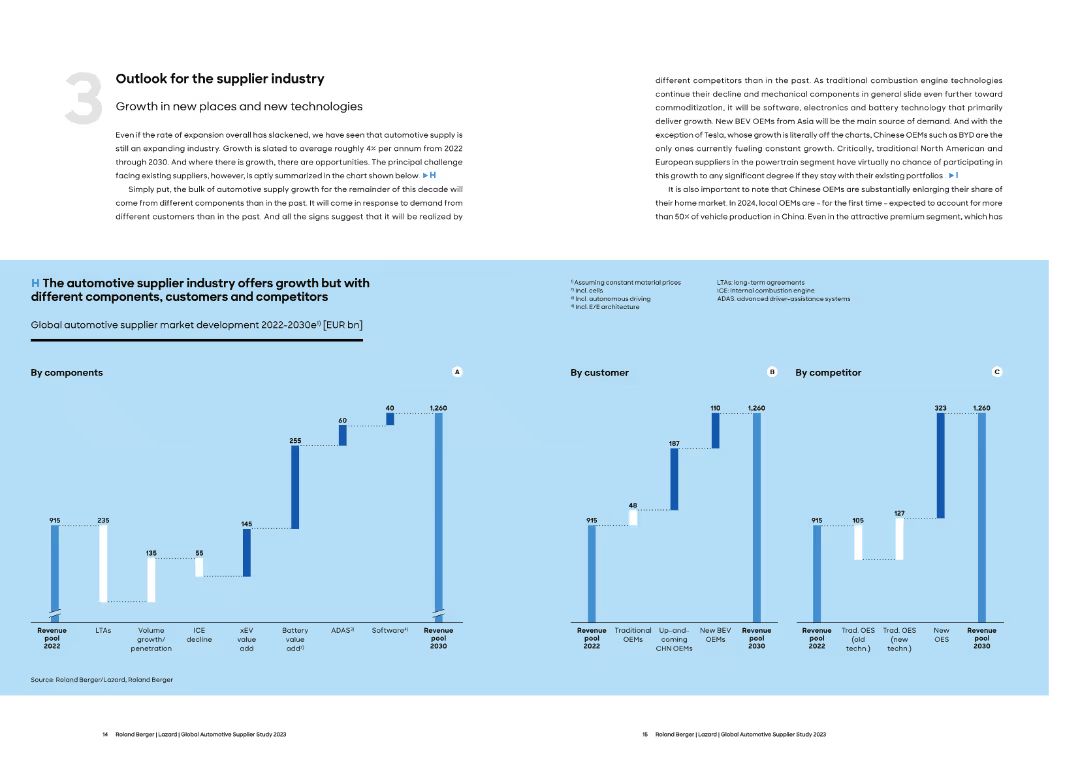 3
Outlook for the supplier industry
Growth in new places and new technologies
Even if the rate of expansion overall has slackened, we have seen that automotive supply is
still an expanding industry. Growth is slated to average roughly 4% per annum from 2022
through 2030. And where there is growth, there are opportunities. The principal challenge
facing existing suppliers, however, is aptly summarized in the chart shown below. ▶H
Simply put, the bulk of automotive supply growth for the remainder of this decade will
come from different components than in the past. It will come in response to demand from
different customers than in the past. And all the signs suggest that it will be realized by
different competitors than in the past. As traditional combustion engine technologies
continue their decline and mechanical components in general slide even further toward
commoditization, it will be software, electronics and battery technology that primarily
deliver growth. New BEV OEMs from Asia will be the main source of demand. And with the
exception of Tesla, whose growth is literally off the charts, Chinese OEMs such as BYD are the
only ones currently fueling constant growth. Critically, traditional North American and
European suppliers in the powertrain segment have virtually no chance of participating in
this growth to any significant degree if they stay with their existing portfolios. ▶I
It is also important to note that Chinese OEMs are substantially enlarging their share of
their home market. In 2024, local OEMs are – for the first time – expected to account for more
than 50% of vehicle production in China. Even in the attractive premium segment, which has
H The automotive supplier industry offers growth but with
different components, customers and competitors
Global automotive supplier market development 2022-2030e¹⁾ [EUR bn]
¹⁾ Assuming constant material prices
²⁾ Incl. cells
³⁾ Incl. autonomous driving
⁴⁾ Incl. E/E architecture
LTAs: long-term agreements
ICE: internal combustion engine
ADAS: advanced driver-assistance systems
By components
A
915
235
135
55
145
255
60
40
1,260
Revenue pool 2022
LTAs
Volume growth/ penetration
ICE decline
xEV value add
Battery value add²⁾
ADAS³⁾
Software⁴⁾
Revenue pool 2030
By customer
B
915
48
187
110
1,260
Revenue pool 2022
Traditional OEMs
Up-and-coming CHN OEMs
New BEV OEMs
Revenue pool 2030
By competitor
C
915
105
127
323
1,260
Revenue pool 2022
Trad. OES (old techn.)
Trad. OES (new techn.)
New OES
Revenue pool 2030
Source: Roland Berger/Lazard, Roland Berger
14 Roland Berger | Lazard | Global Automotive Supplier Study 2023
15 Roland Berger | Lazard | Global Automotive Supplier Study 2023